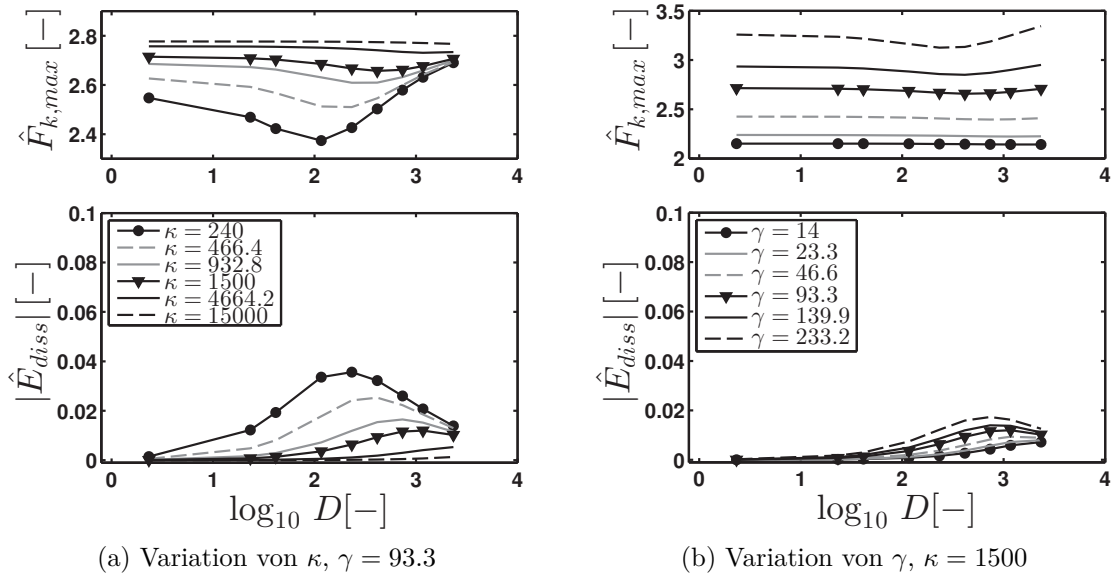 F̂k,max [−]
2.8
2.6
2.4
0 1 2 3 4
|Êdiss| [−]
0.1
0.08
0.06
0.04
0.02
0
κ = 240
κ = 466.4
κ = 932.8
κ = 1500
κ = 4664.2
κ = 15000
0 1 2 3 4
log10 D[−]
(a) Variation von κ, γ = 93.3
F̂k,max [−]
3.5
3
2.5
2
0 1 2 3 4
|Êdiss| [−]
0.1
0.08
0.06
0.04
0.02
0
γ = 14
γ = 23.3
γ = 46.6
γ = 93.3
γ = 139.9
γ = 233.2
0 1 2 3 4
log10 D[−]
(b) Variation von γ, κ = 1500